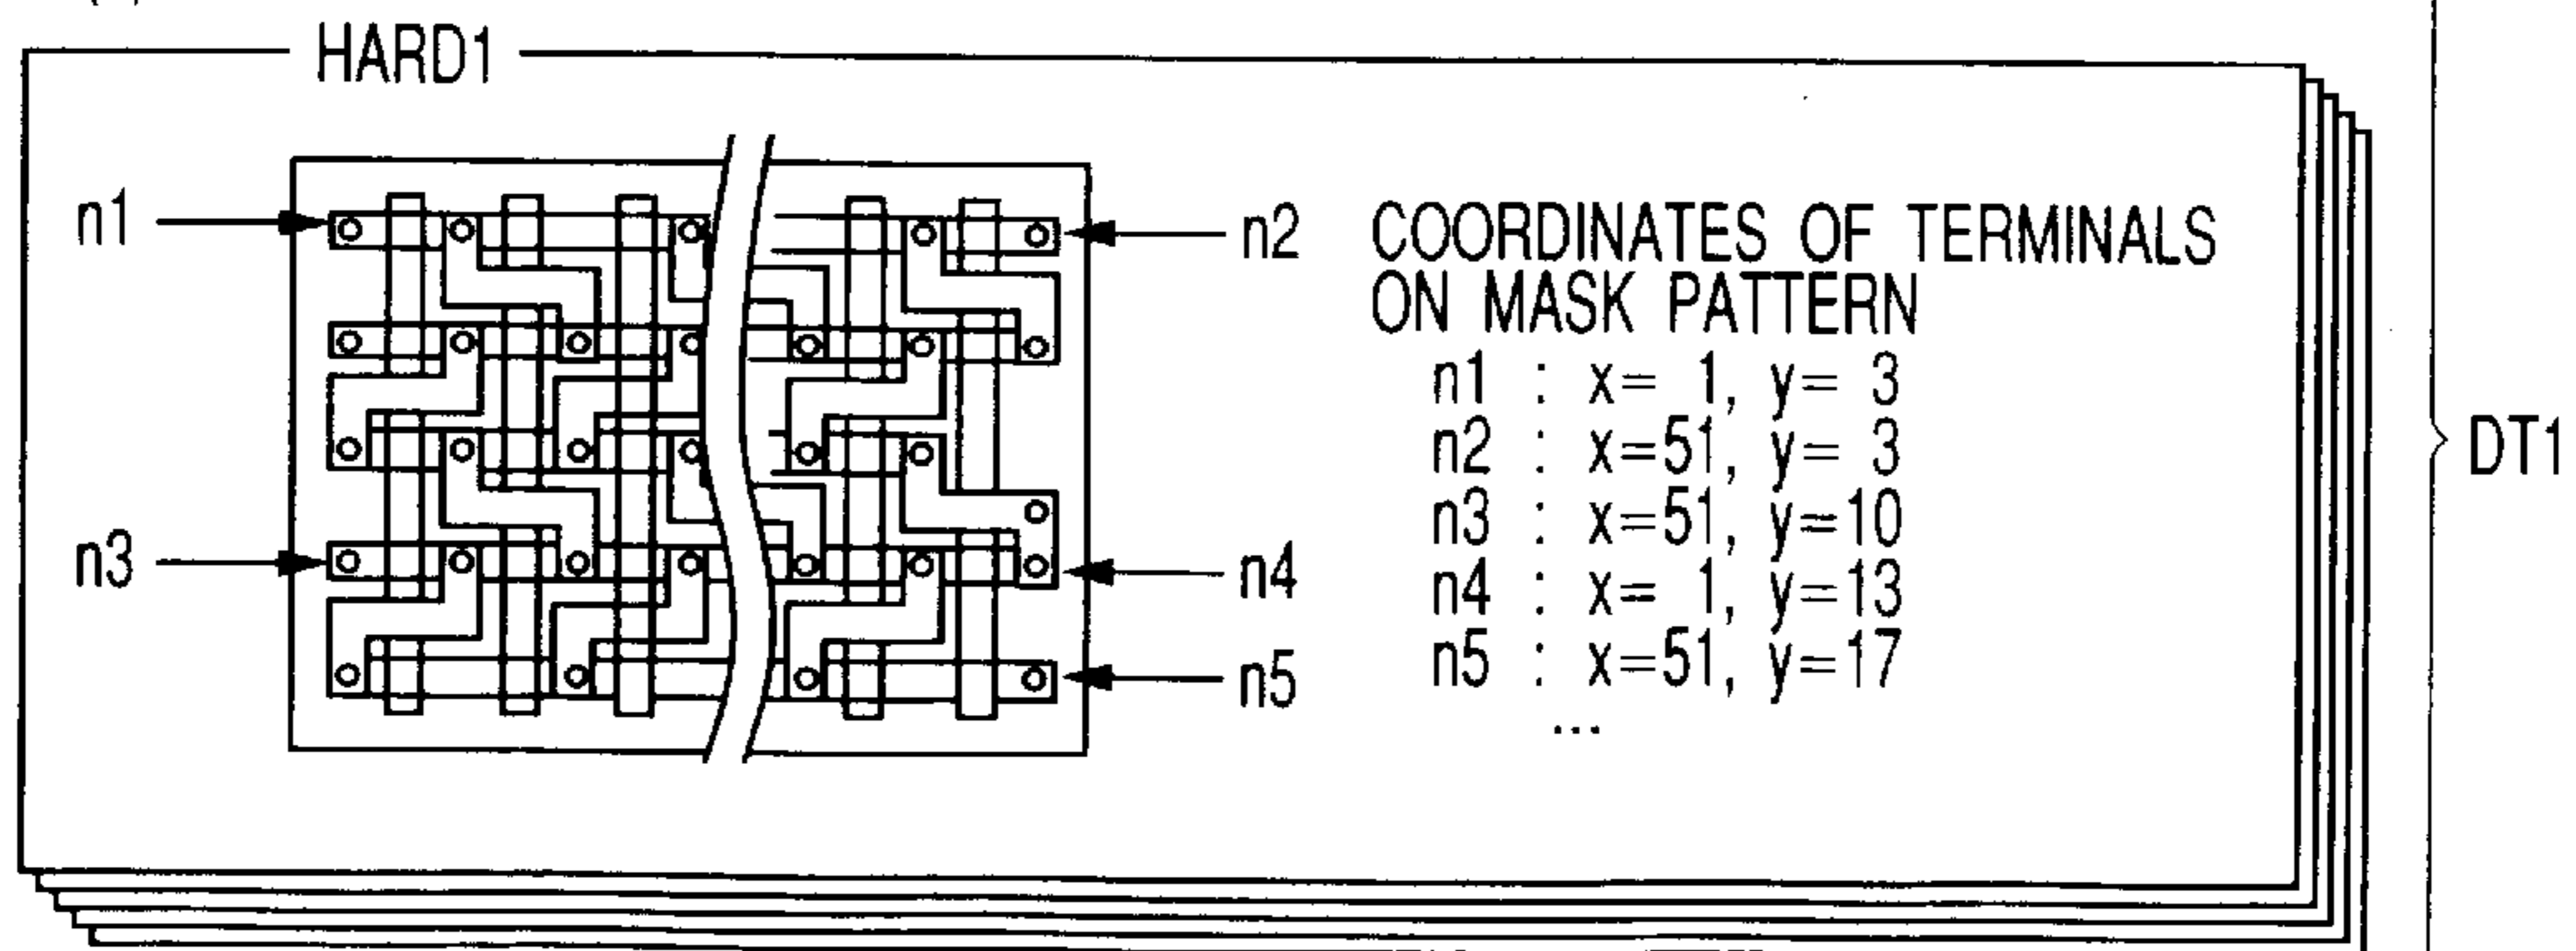 HARD1
n1
n2
n3
n4
n5
COORDINATES OF TERMINALS
ON MASK PATTERN
n1 : x= 1, y= 3
n2 : x=51, y= 3
n3 : x=51, y=10
n4 : x= 1, y=13
n5 : x=51, y=17
...
DT1